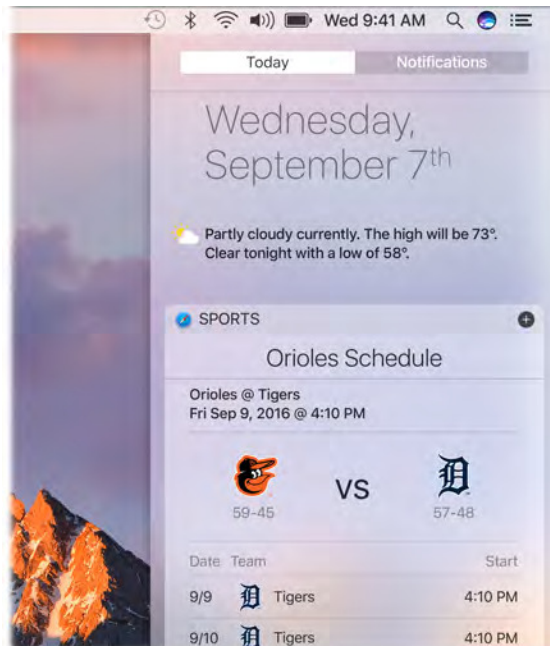 Wed 9:41 AM
Today Notifications
Wednesday,
September 7th
Partly cloudy currently. The high will be 73°.
Clear tonight with a low of 58°.
SPORTS
Orioles Schedule
Orioles @ Tigers
Fri Sep 9, 2016 @ 4:10 PM
VS
59-45 57-48
Date Team Start
9/9 Tigers 4:10 PM
9/10 Tigers 4:10 PM